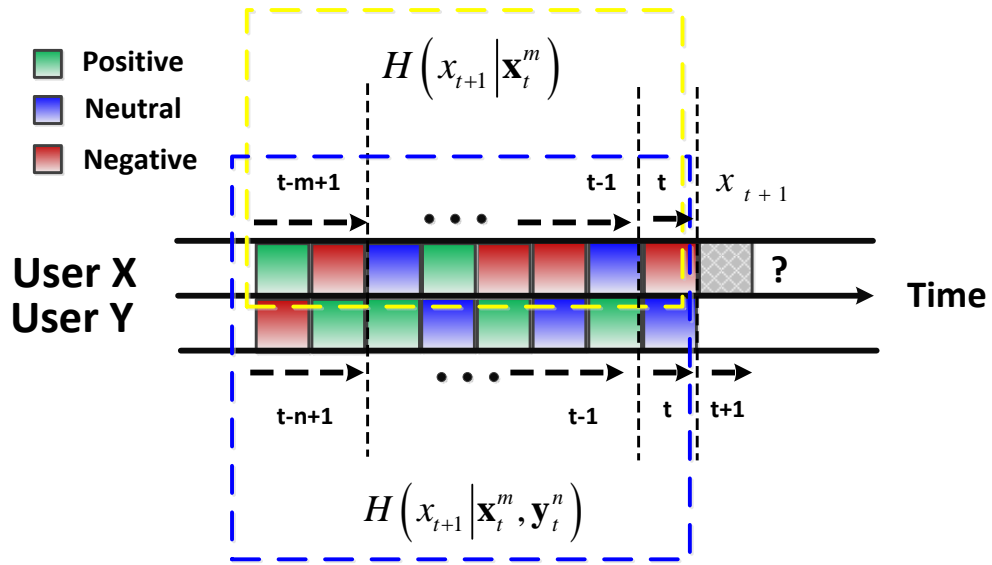 Positive
Neutral
Negative
H(x_{t+1}|𝐱_t^m)
t-m+1
t-1
t
x_{t+1}
User X
?
User Y
Time
t-n+1
t-1
t
t+1
H(x_{t+1}|𝐱_t^m, 𝐲_t^n)